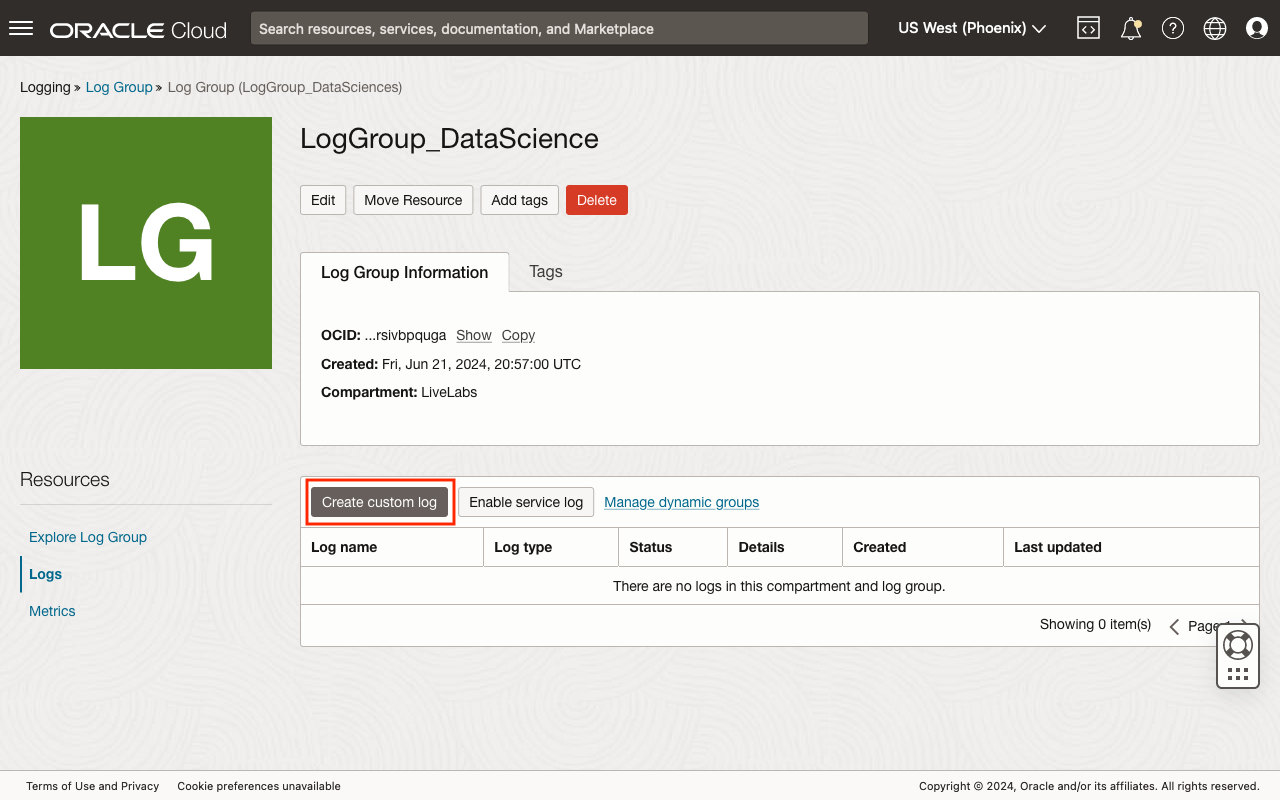 ORACLE Cloud
Search resources, services, documentation, and Marketplace
US West (Phoenix)
Logging » Log Group » Log Group (LogGroup_DataSciences)
LG
LogGroup_DataScience
Edit Move Resource Add tags Delete
Log Group Information Tags
OCID: ...rsivbpquga Show Copy
Created: Fri, Jun 21, 2024, 20:57:00 UTC
Compartment: LiveLabs
Resources
Explore Log Group
Logs
Metrics
Create custom log Enable service log Manage dynamic groups
Log name Log type Status Details Created Last updated
There are no logs in this compartment and log group.
Showing 0 item(s) Page
Terms of Use and Privacy Cookie preferences unavailable
Copyright © 2024, Oracle and/or its affiliates. All rights reserved.